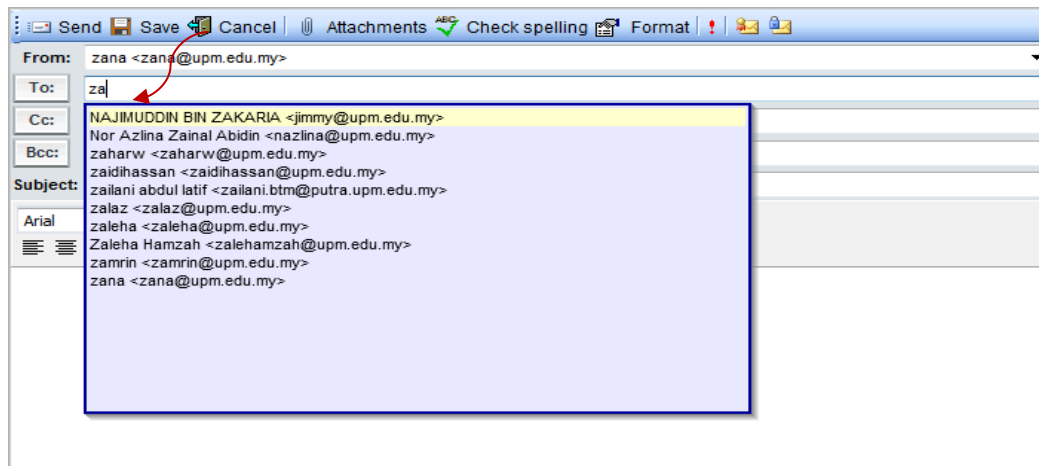 Send Save Cancel Attachments ABC Check spelling Format
From: zana <zana@upm.edu.my>
To: za
Cc:
Bcc:
Subject:
Arial
NAJIMUDDIN BIN ZAKARIA <jimmy@upm.edu.my>
Nor Azlina Zainal Abidin <nazlina@upm.edu.my>
zaharw <zaharw@upm.edu.my>
zaidihassan <zaidihassan@upm.edu.my>
zailani abdul latif <zailani.btm@putra.upm.edu.my>
zalaz <zalaz@upm.edu.my>
zaleha <zaleha@upm.edu.my>
Zaleha Hamzah <zalehamzah@upm.edu.my>
zamrin <zamrin@upm.edu.my>
zana <zana@upm.edu.my>